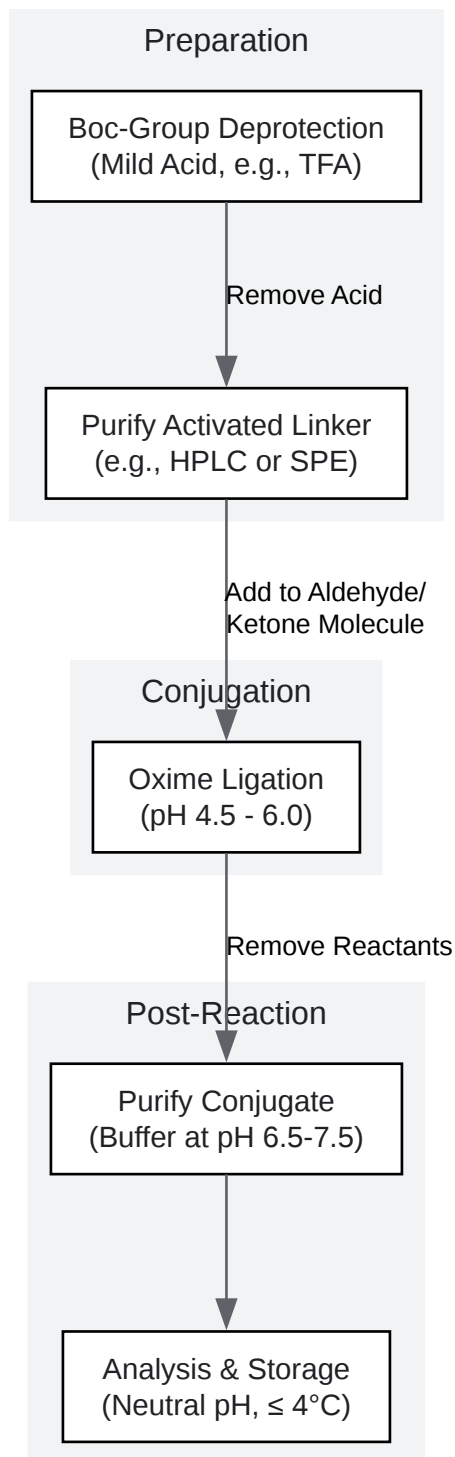 Preparation
Boc-Group Deprotection
(Mild Acid, e.g., TFA)
Remove Acid
Purify Activated Linker
(e.g., HPLC or SPE)
Add to Aldehyde/
Ketone Molecule
Conjugation
Oxime Ligation
(pH 4.5 - 6.0)
Remove Reactants
Post-Reaction
Purify Conjugate
(Buffer at pH 6.5-7.5)
Analysis & Storage
(Neutral pH, ≤ 4°C)